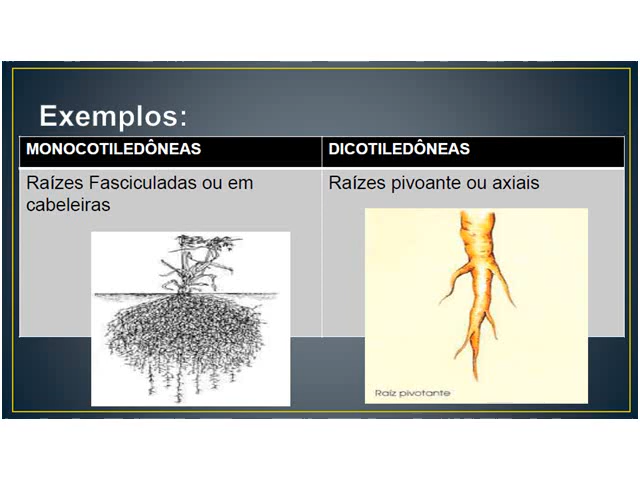 Exemplos:
MONOCOTILEDÔNEAS
DICOTILEDÔNEAS
Raízes Fasciculadas ou em
cabeleiras
Raízes pivoante ou axiais
Raíz pivotante